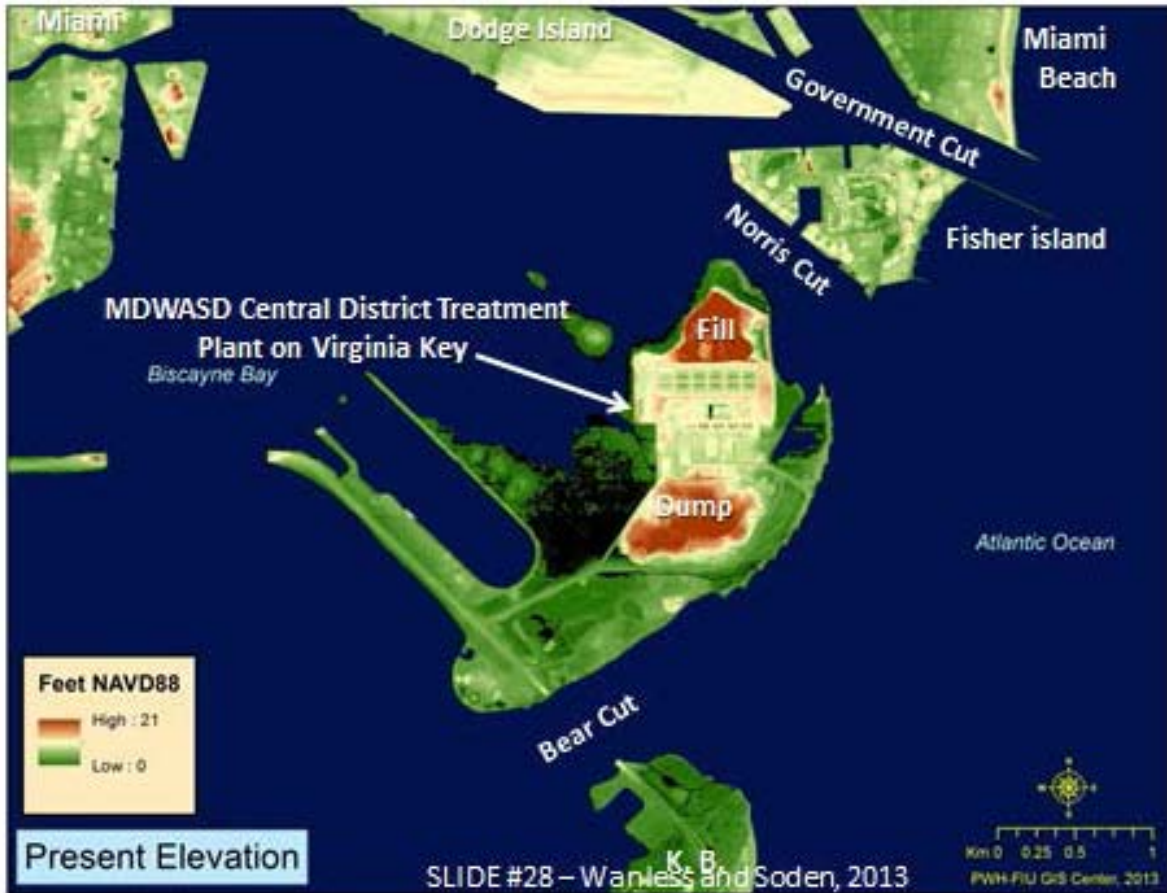 Miami
Dodge Island
Miami
Beach
Government Cut
Norris Cut
Fisher island
MDWASD Central District Treatment
Plant on Virginia Key
Fill
Biscayne Bay
Dump
Atlantic Ocean
Feet NAVD88
High : 21
Low : 0
Bear Cut
Present Elevation
K. B.
SLIDE #28 – Wanless and Soden, 2013
N
W E
S
Km 0 0.25 0.5 1
PWH-FIU GIS Center, 2013